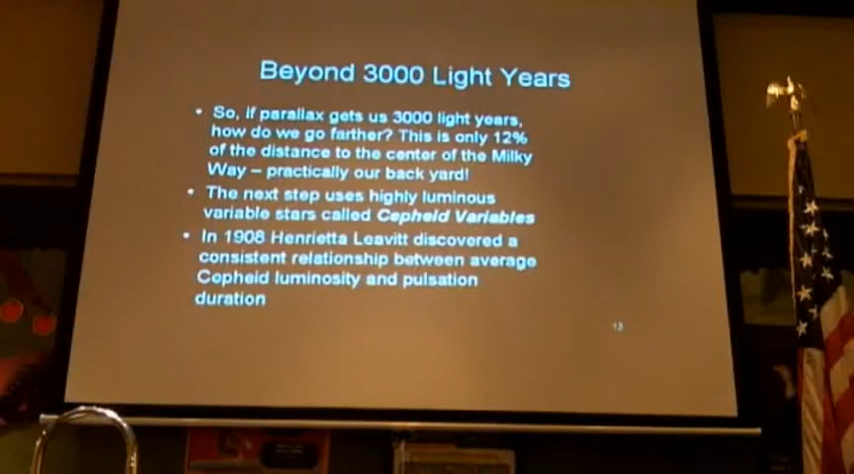 Beyond 3000 Light Years
• So, if parallax gets us 3000 light years,
how do we go farther? This is only 12%
of the distance to the center of the Milky
Way – practically our back yard!
• The next step uses highly luminous
variable stars called Cepheid Variables
• In 1908 Henrietta Leavitt discovered a
consistent relationship between average
Cepheid luminosity and pulsation
duration
13